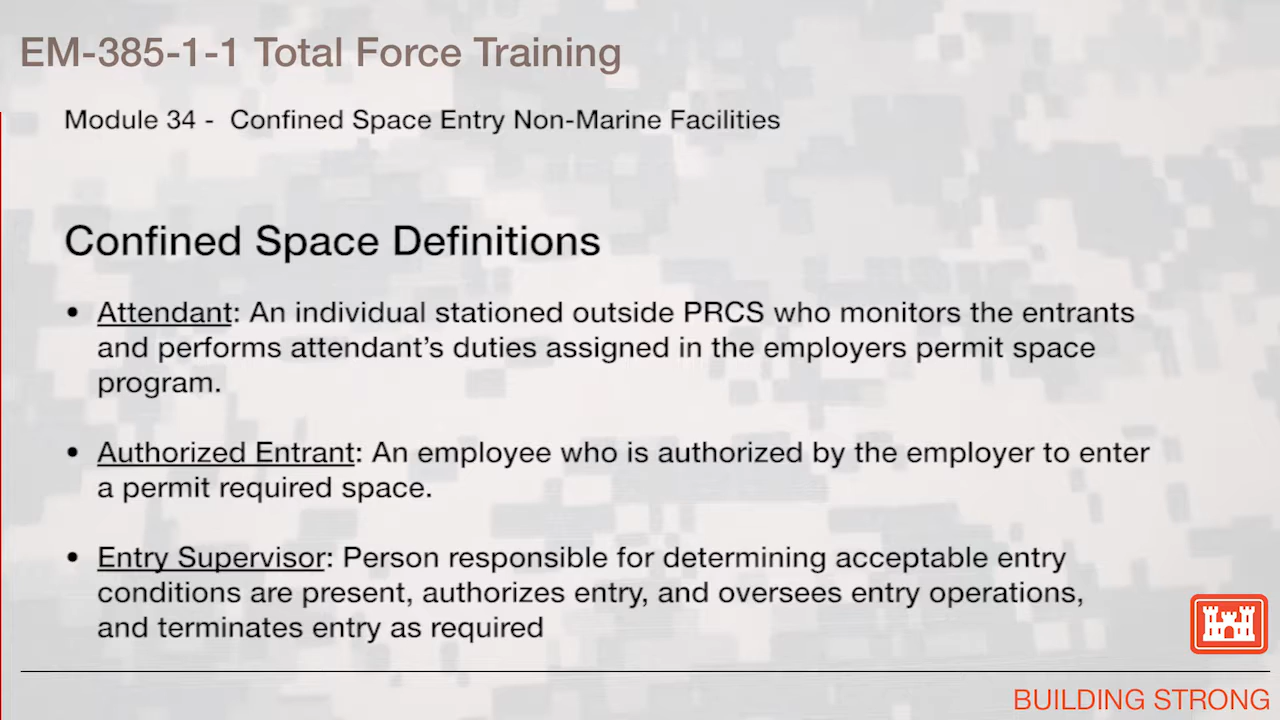 EM-385-1-1 Total Force Training
Module 34 - Confined Space Entry Non-Marine Facilities
Confined Space Definitions
• Attendant: An individual stationed outside PRCS who monitors the entrants
and performs attendant’s duties assigned in the employers permit space
program.
• Authorized Entrant: An employee who is authorized by the employer to enter
a permit required space.
• Entry Supervisor: Person responsible for determining acceptable entry
conditions are present, authorizes entry, and oversees entry operations,
and terminates entry as required
BUILDING STRONG